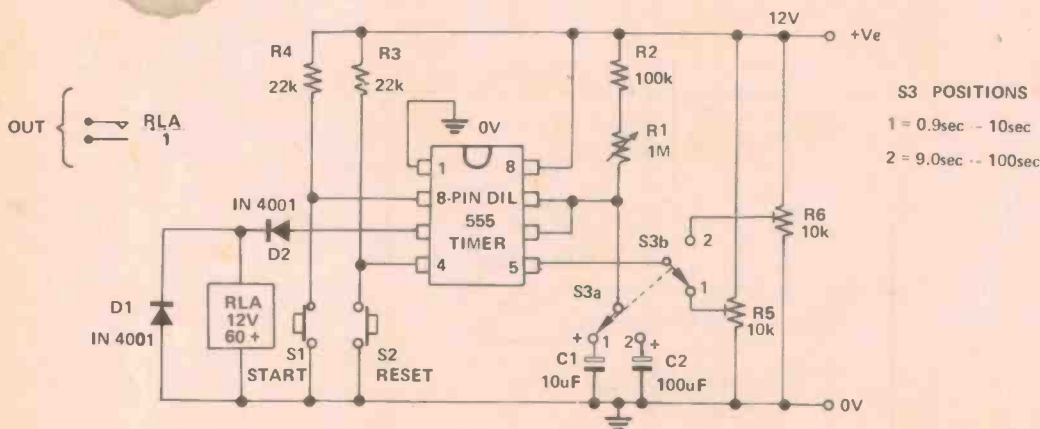 12V
+Ve
R4
22k
R3
22k
R2
100k
S3 POSITIONS
1 = 0.9sec - 10sec
2 = 9.0sec - 100sec
OUT
RLA
1
0V
R1
1M
1
8
8-PIN DIL
555
TIMER
4
5
IN 4001
D2
R6
10k
S3b
2
1
S3a
R5
10k
D1
IN 4001
RLA
12V
60 +
S1
START
S2
RESET
+
1
2
+
C1
10uF
C2
100uF
0V